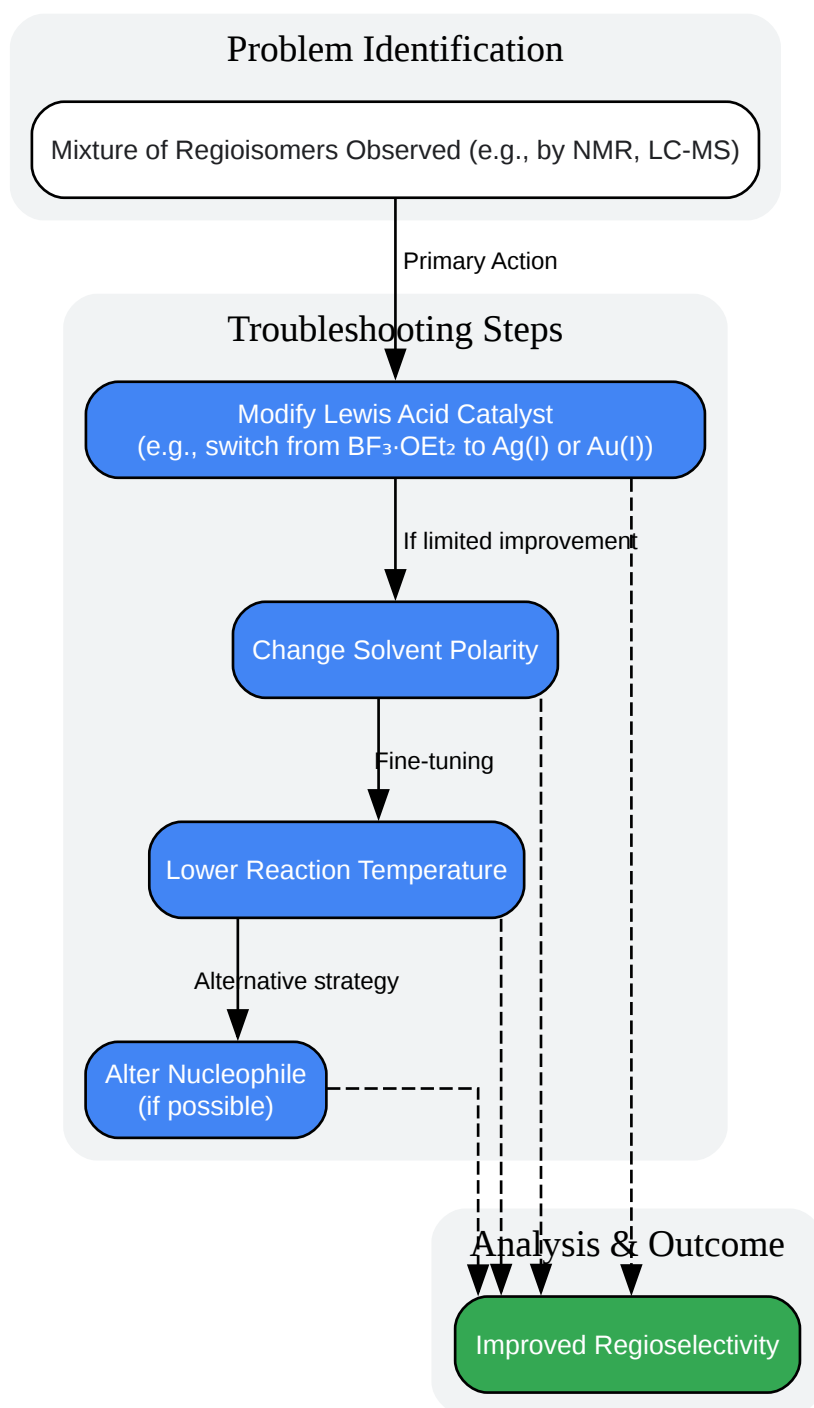 Problem Identification
Mixture of Regioisomers Observed (e.g., by NMR, LC-MS)
Primary Action
Troubleshooting Steps
Modify Lewis Acid Catalyst
(e.g., switch from BF₃·OEt₂ to Ag(I) or Au(I))
If limited improvement
Change Solvent Polarity
Fine-tuning
Lower Reaction Temperature
Alternative strategy
Alter Nucleophile
(if possible)
Analysis & Outcome
Improved Regioselectivity